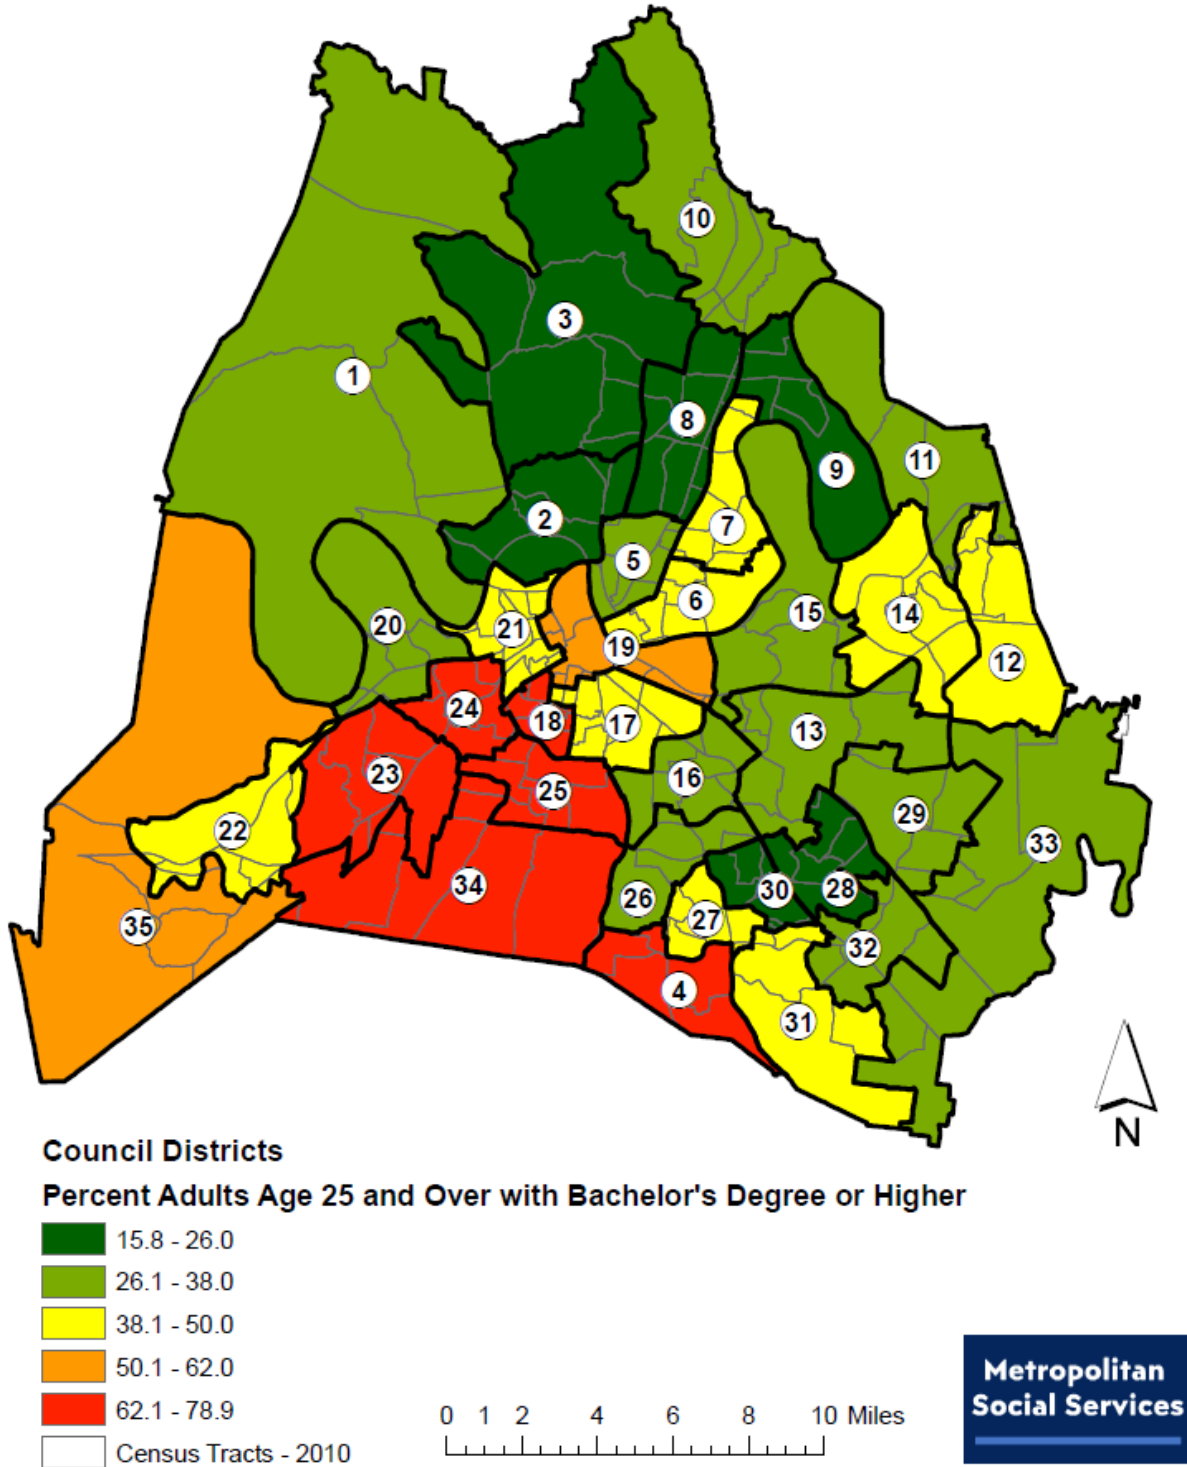 10
3
1
8
11
9
2
7
5
6
15
14
20
21
19
12
24
18
17
13
23
25
16
29
22
33
34
30
28
26
27
35
32
4
31
N
Council Districts
Percent Adults Age 25 and Over with Bachelor's Degree or Higher
15.8 - 26.0
26.1 - 38.0
38.1 - 50.0
50.1 - 62.0
62.1 - 78.9
Census Tracts - 2010
0 1 2 4 6 8 10 Miles
Metropolitan
Social Services